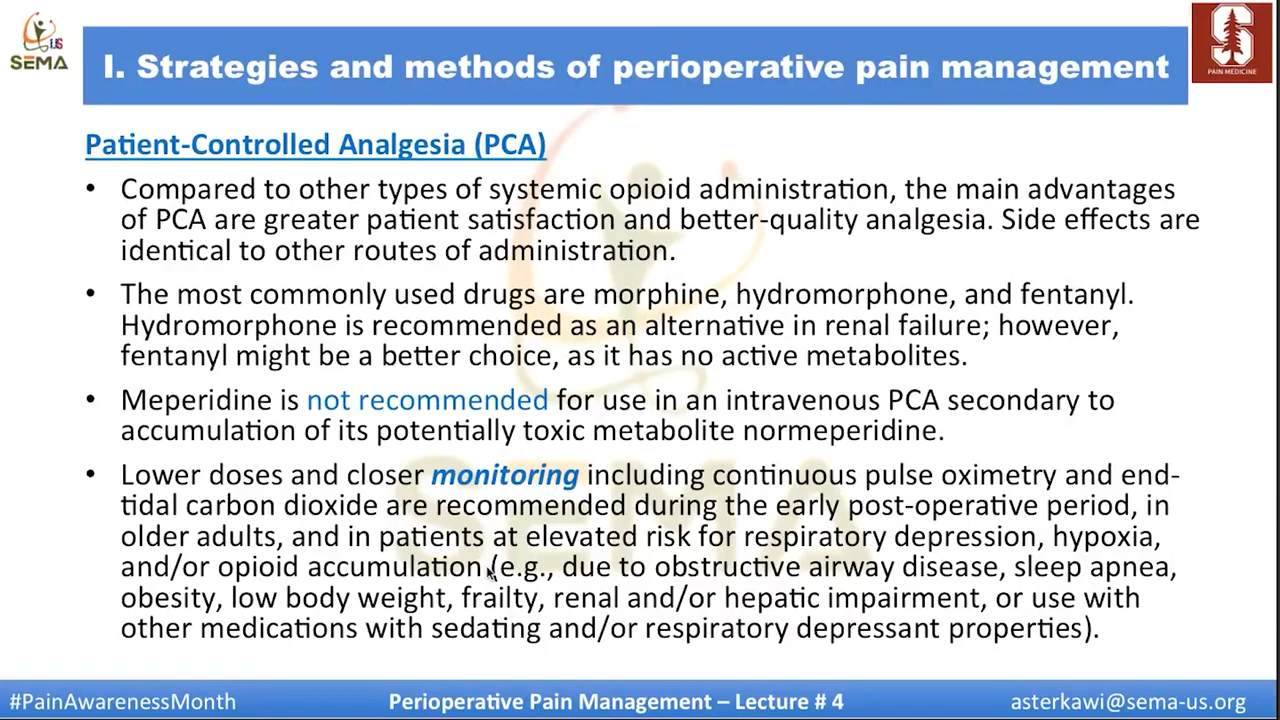 US
SEMA
I. Strategies and methods of perioperative pain management
S
PAIN MEDICINE
Patient-Controlled Analgesia (PCA)
• Compared to other types of systemic opioid administration, the main advantages
of PCA are greater patient satisfaction and better-quality analgesia. Side effects are
identical to other routes of administration.
• The most commonly used drugs are morphine, hydromorphone, and fentanyl.
Hydromorphone is recommended as an alternative in renal failure; however,
fentanyl might be a better choice, as it has no active metabolites.
• Meperidine is not recommended for use in an intravenous PCA secondary to
accumulation of its potentially toxic metabolite normeperidine.
• Lower doses and closer monitoring including continuous pulse oximetry and end-
tidal carbon dioxide are recommended during the early post-operative period, in
older adults, and in patients at elevated risk for respiratory depression, hypoxia,
and/or opioid accumulation (e.g., due to obstructive airway disease, sleep apnea,
obesity, low body weight, frailty, renal and/or hepatic impairment, or use with
other medications with sedating and/or respiratory depressant properties).
SEMA
#PainAwarenessMonth
Perioperative Pain Management – Lecture # 4
asterkawi@sema-us.org